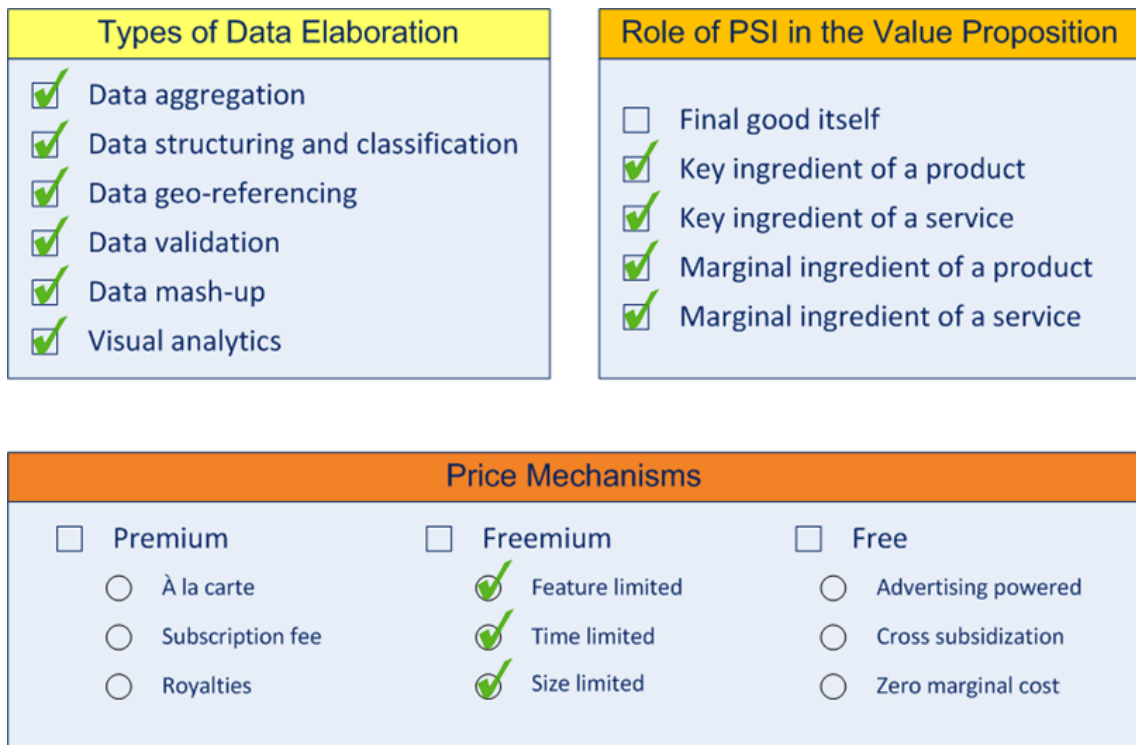 Types of Data Elaboration
Data aggregation
Data structuring and classification
Data geo-referencing
Data validation
Data mash-up
Visual analytics
Role of PSI in the Value Proposition
Final good itself
Key ingredient of a product
Key ingredient of a service
Marginal ingredient of a product
Marginal ingredient of a service
Price Mechanisms
Premium
À la carte
Subscription fee
Royalties
Freemium
Feature limited
Time limited
Size limited
Free
Advertising powered
Cross subsidization
Zero marginal cost